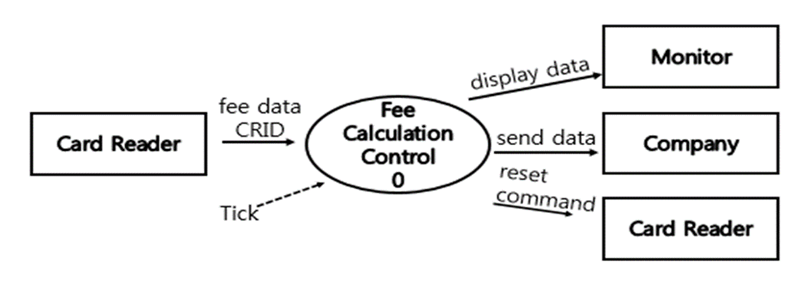 Card Reader
fee data
CRID
Tick
Fee
Calculation
Control
0
display data
Monitor
send data
Company
reset
command
Card Reader